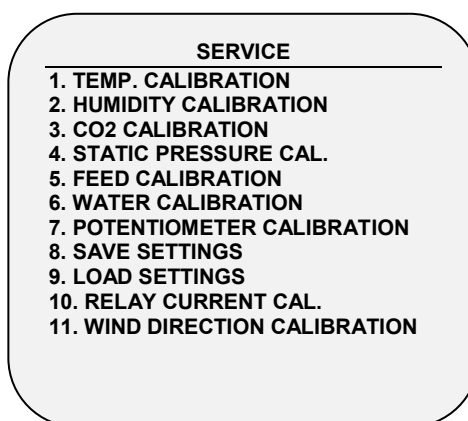 SERVICE
1. TEMP. CALIBRATION
2. HUMIDITY CALIBRATION
3. CO2 CALIBRATION
4. STATIC PRESSURE CAL.
5. FEED CALIBRATION
6. WATER CALIBRATION
7. POTENTIOMETER CALIBRATION
8. SAVE SETTINGS
9. LOAD SETTINGS
10. RELAY CURRENT CAL.
11. WIND DIRECTION CALIBRATION